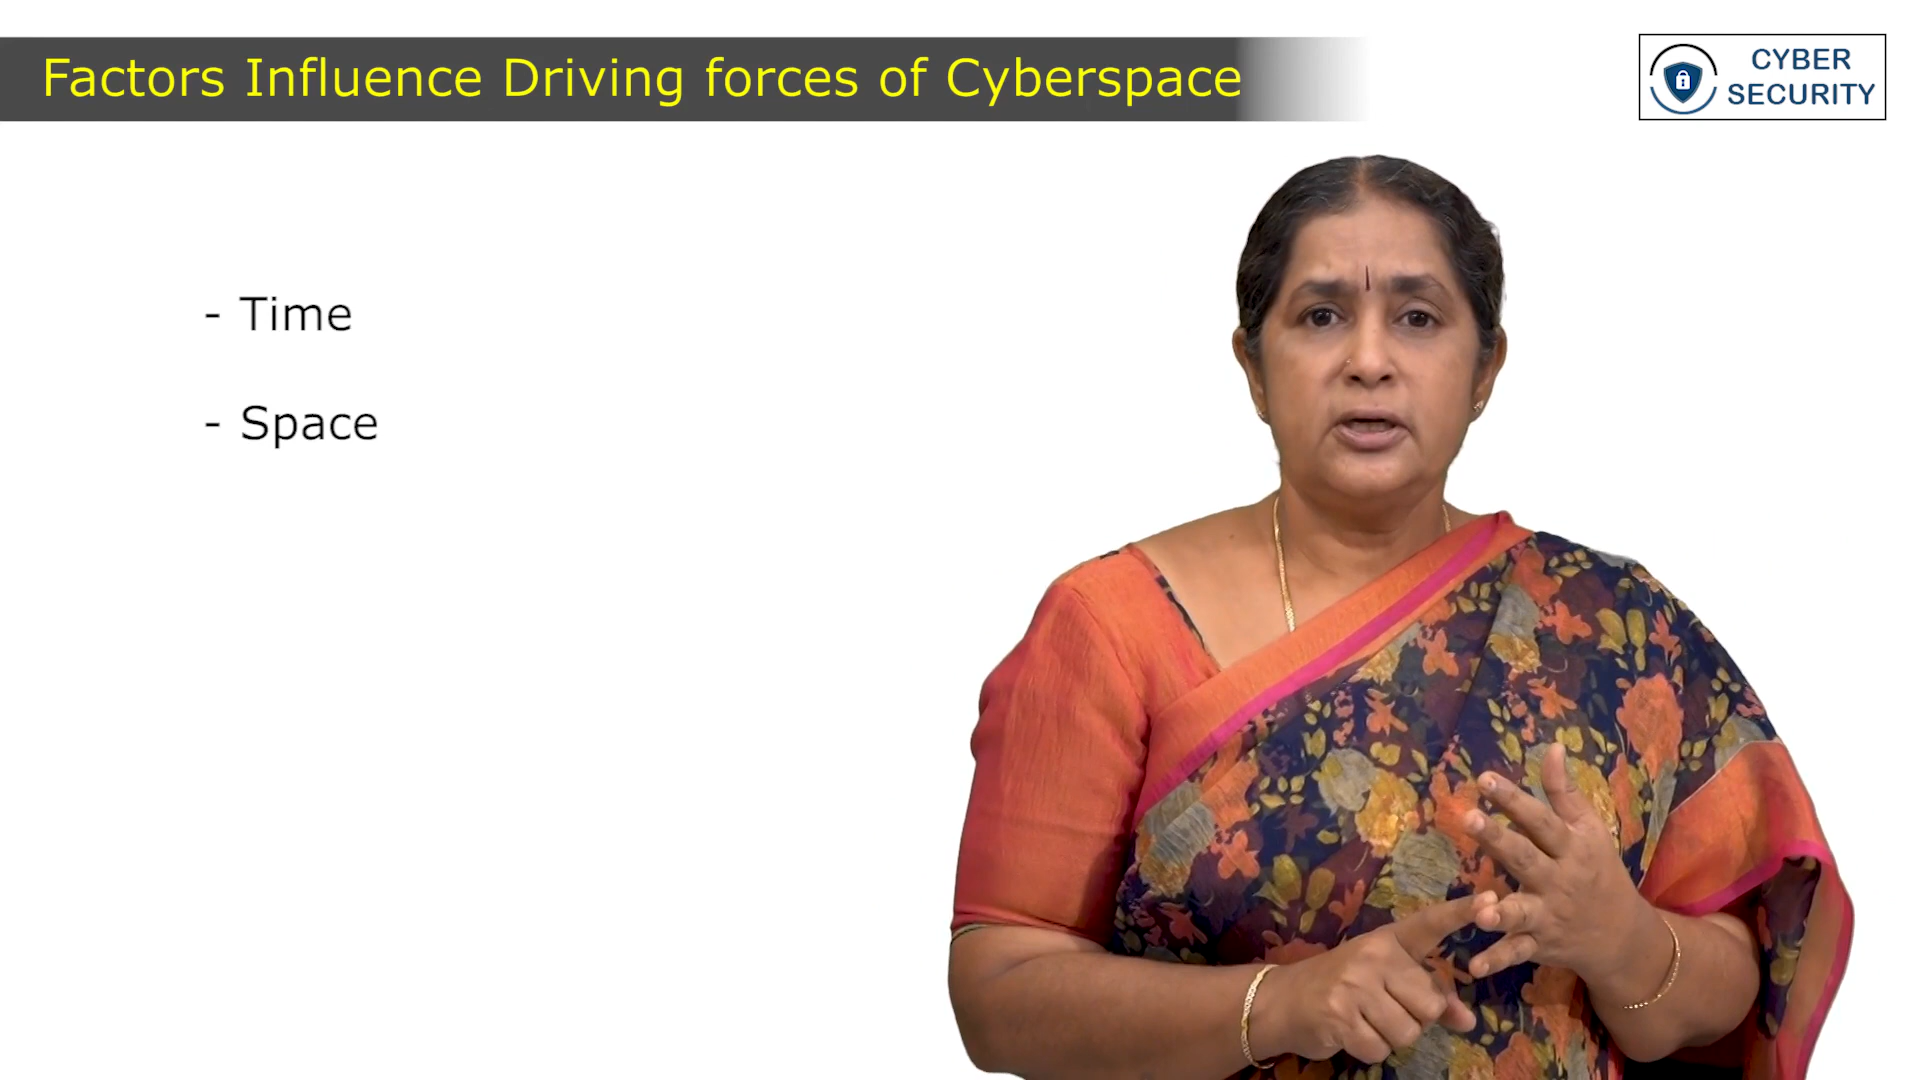 Factors Influence Driving forces of Cyberspace
CYBER
SECURITY
- Time
- Space